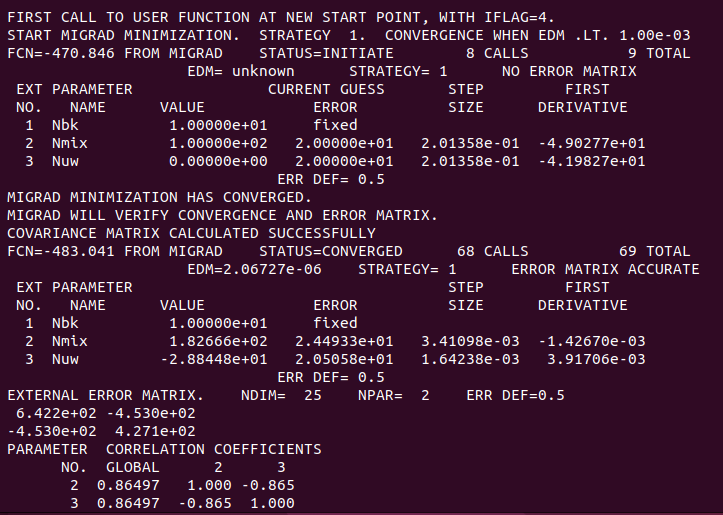 FIRST CALL TO USER FUNCTION AT NEW START POINT, WITH IFLAG=4.
START MIGRAD MINIMIZATION.  STRATEGY  1.  CONVERGENCE WHEN EDM .LT. 1.00e-03
FCN=-470.846 FROM MIGRAD    STATUS=INITIATE        8 CALLS           9 TOTAL
                    EDM= unknown      STRATEGY= 1      NO ERROR MATRIX
 EXT PARAMETER               CURRENT GUESS       STEP         FIRST
 NO.   NAME      VALUE            ERROR          SIZE      DERIVATIVE
  1  Nbk          1.00000e+01     fixed
  2  Nmix         1.00000e+02   2.00000e+01   2.01358e-01  -4.90277e+01
  3  Nuw          0.00000e+00   2.00000e+01   2.01358e-01  -4.19827e+01
                              ERR DEF= 0.5
MIGRAD MINIMIZATION HAS CONVERGED.
MIGRAD WILL VERIFY CONVERGENCE AND ERROR MATRIX.
COVARIANCE MATRIX CALCULATED SUCCESSFULLY
FCN=-483.041 FROM MIGRAD    STATUS=CONVERGED      68 CALLS          69 TOTAL
                    EDM=2.06727e-06    STRATEGY= 1      ERROR MATRIX ACCURATE
 EXT PARAMETER                                   STEP         FIRST
 NO.   NAME      VALUE            ERROR          SIZE      DERIVATIVE
  1  Nbk          1.00000e+01     fixed
  2  Nmix         1.82666e+02   2.44933e+01   3.41098e-03  -1.42670e-03
  3  Nuw         -2.88448e+01   2.05058e+01   1.64238e-03   3.91706e-03
                              ERR DEF= 0.5
EXTERNAL ERROR MATRIX.    NDIM=  25    NPAR=  2    ERR DEF=0.5
 6.422e+02 -4.530e+02
-4.530e+02  4.271e+02
PARAMETER  CORRELATION COEFFICIENTS
      NO.  GLOBAL      2      3
       2  0.86497   1.000 -0.865
       3  0.86497  -0.865  1.000